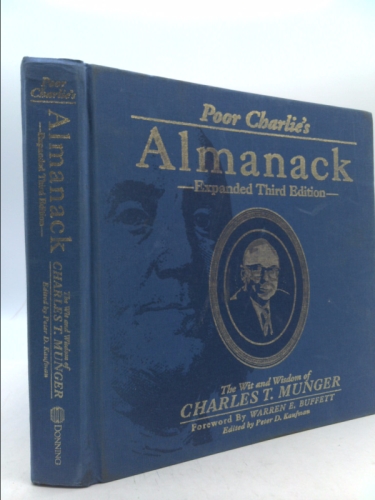 Poor Charlie's
Almanack
—Expanded Third Edition—
The Wit and Wisdom of
CHARLES T. MUNGER
Foreword By WARREN E. BUFFETT
Edited by Peter D. Kaufman
Poor
Charlie's
Almanack
—Expanded Third Edition—
The Wit and Wisdom of
CHARLES T. MUNGER
Edited by Peter D. Kaufman
DONNING